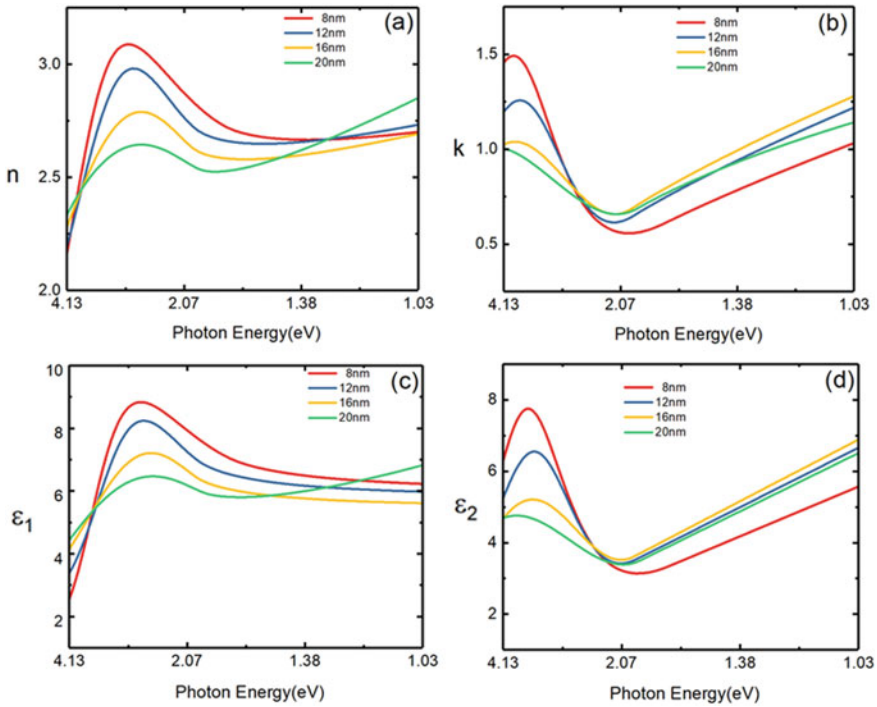 (a)
8nm
12nm
16nm
20nm
3.0
n
2.5
2.0
4.13 2.07 1.38 1.03
Photon Energy(eV)
(b)
8nm
12nm
16nm
20nm
1.5
k
1.0
0.5
4.13 2.07 1.38 1.03
Photon Energy(eV)
(c)
8nm
12nm
16nm
20nm
10
8
6
ε1
4
2
4.13 2.07 1.38 1.03
Photon Energy(eV)
(d)
8nm
12nm
16nm
20nm
8
6
ε2
4
2
4.13 2.07 1.38 1.03
Photon Energy(eV)